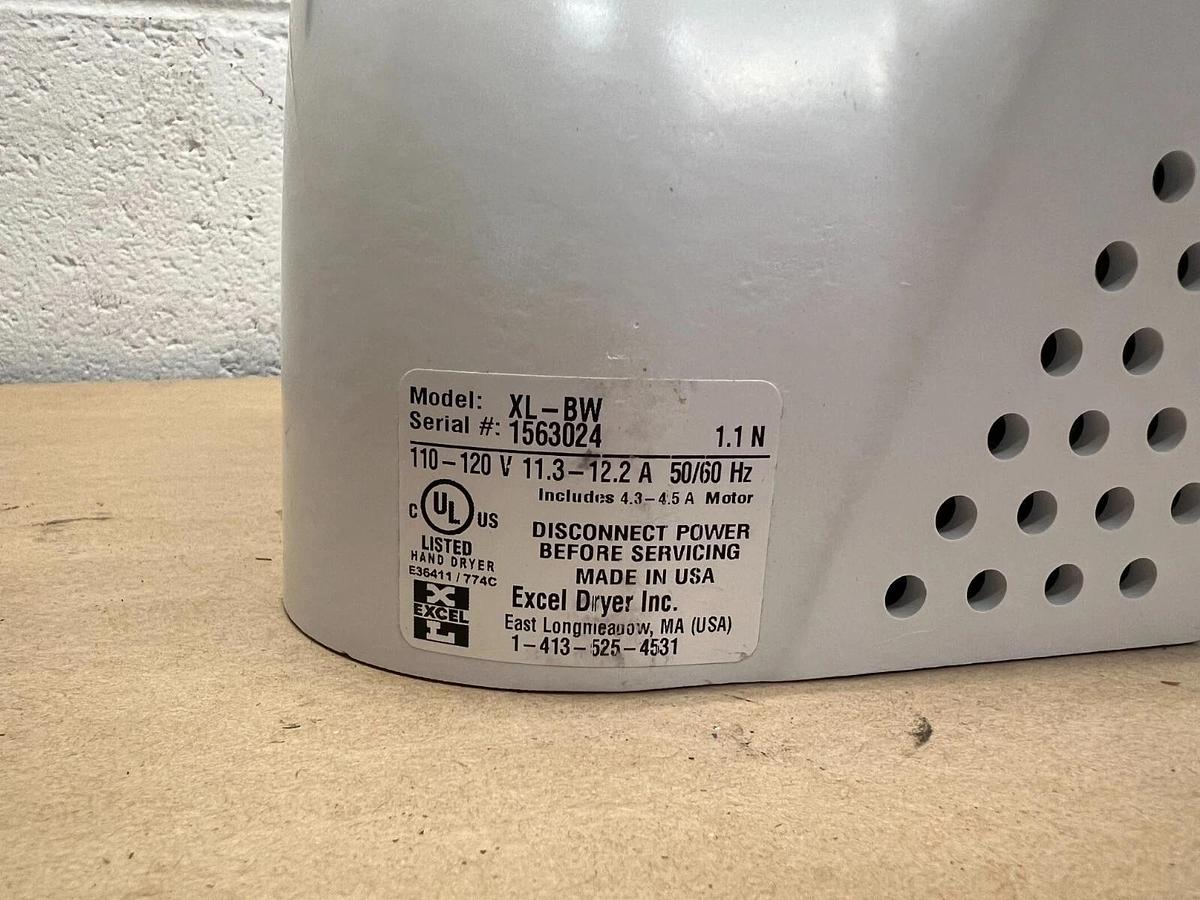 Model: XL-BW
Serial #: 1563024 1.1 N
110-120 V 11.3-12.2 A 50/60 Hz
Includes 4.3-4.5 A Motor
C UL US
LISTED
HAND DRYER
E36411 / 774C
DISCONNECT POWER
BEFORE SERVICING
MADE IN USA
X
EXCEL
L
Excel Dryer Inc.
East Longmeadow, MA (USA)
1-413-525-4531